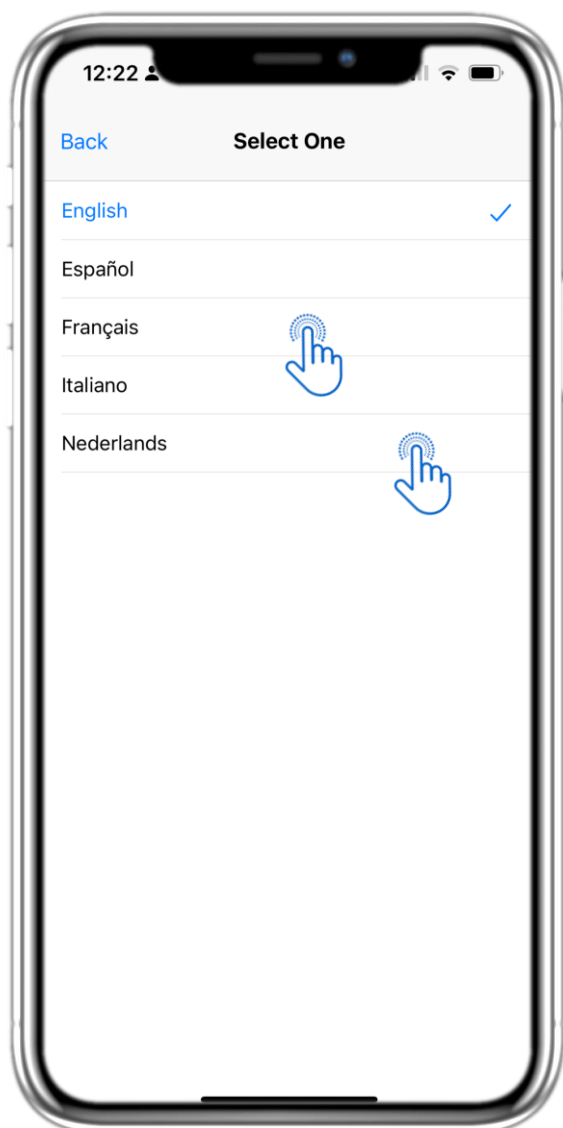 12:22
Back
Select One
English
Español
Français
Italiano
Nederlands